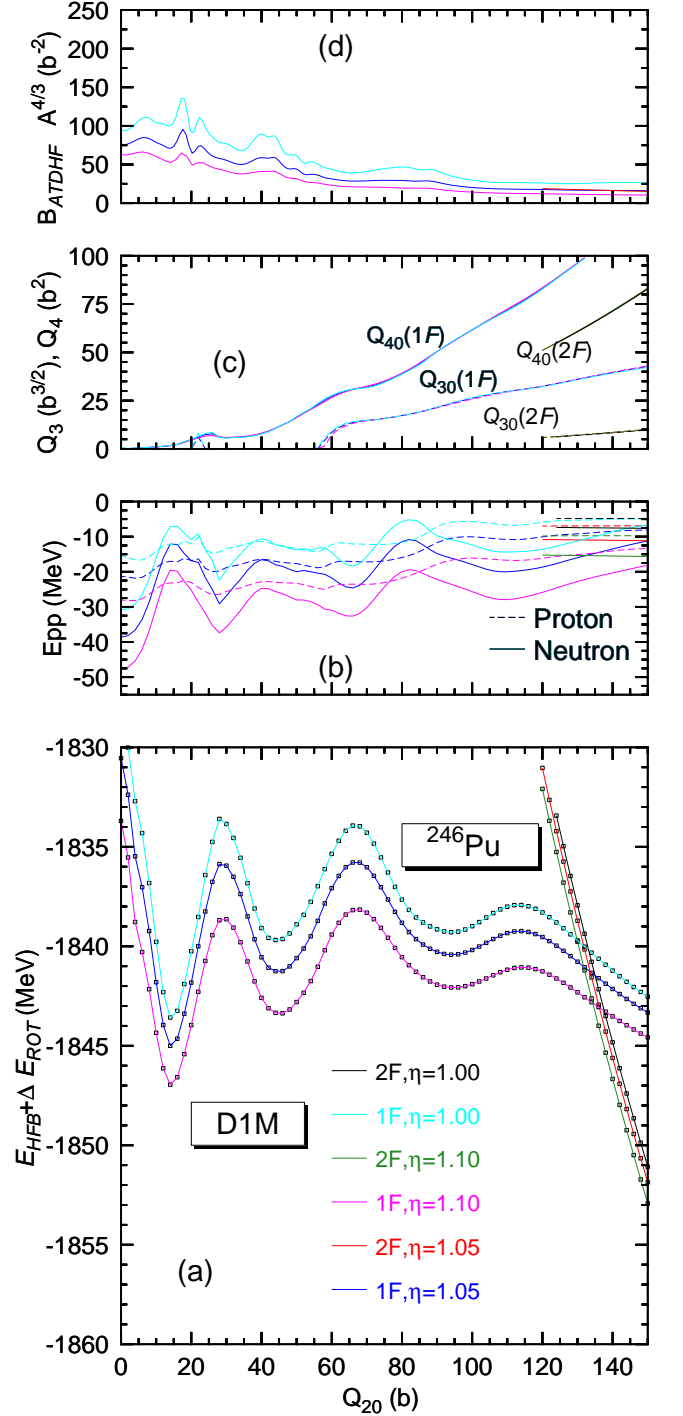 250
200
150
100
50
0
B_ATDHF A^4/3 (b^-2)
(d)
100
75
50
25
0
Q_3 (b^3/2), Q_4 (b^2)
(c)
Q_40(1F)
Q_30(1F)
Q_40(2F)
Q_30(2F)
0
-10
-20
-30
-40
-50
Epp (MeV)
(b)
Proton
Neutron
-1830
-1835
-1840
-1845
-1850
-1855
-1860
E_HFB+Δ E_ROT (MeV)
246Pu
D1M
2F,η=1.00
1F,η=1.00
2F,η=1.10
1F,η=1.10
2F,η=1.05
1F,η=1.05
(a)
0 20 40 60 80 100 120 140
Q_20 (b)